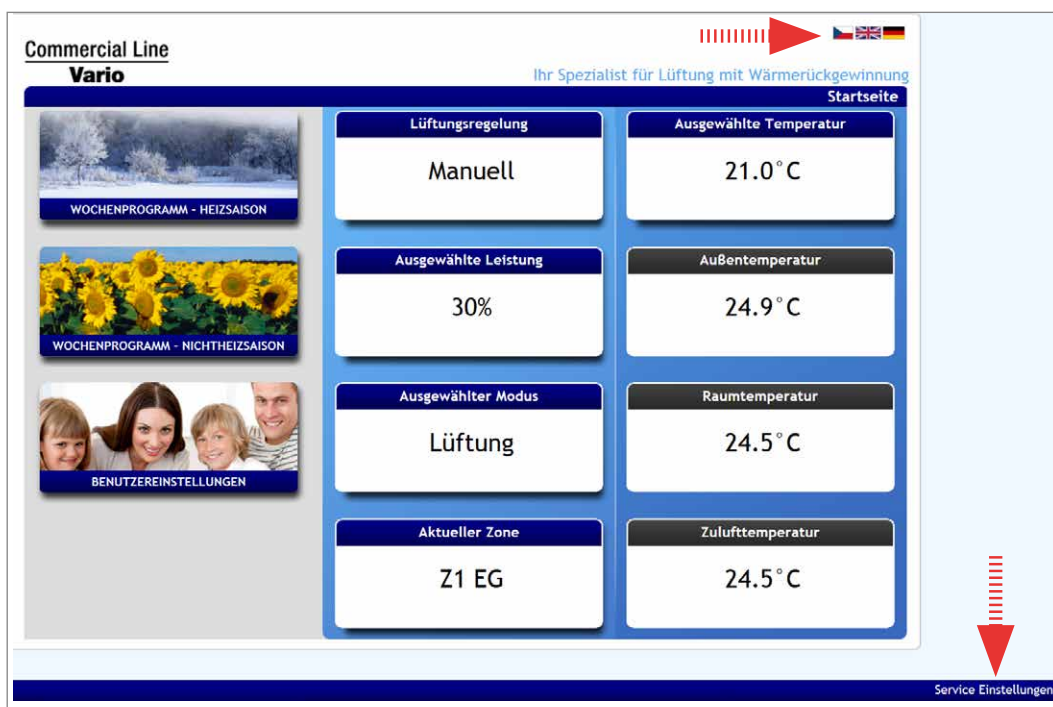 Commercial Line
Vario
Ihr Spezialist für Lüftung mit Wärmerückgewinnung
Startseite
WOCHENPROGRAMM - HEIZSAISON
WOCHENPROGRAMM - NICHTHEIZSAISON
BENUTZEREINSTELLUNGEN
Lüftungsregelung
Manuell
Ausgewählte Leistung
30%
Ausgewählter Modus
Lüftung
Aktueller Zone
Z1 EG
Ausgewählte Temperatur
21.0°C
Außentemperatur
24.9°C
Raumtemperatur
24.5°C
Zulufttemperatur
24.5°C
Service Einstellungen